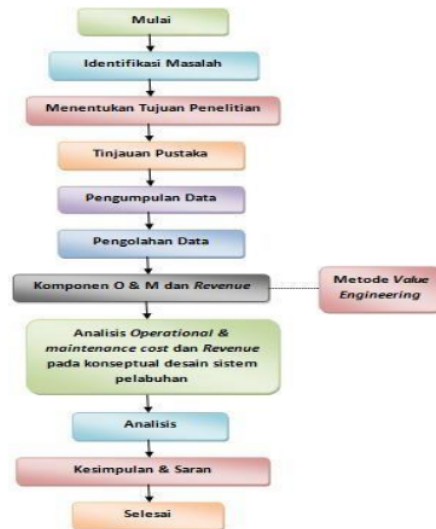 Mulai
Identifikasi Masalah
Menentukan Tujuan Penelitian
Tinjauan Pustaka
Pengumpulan Data
Pengolahan Data
Komponen O & M dan Revenue
Metode Value
Engineering
Analisis Operational &
maintenance cost dan Revenue
pada konseptual desain sistem
pelabuhan
Analisis
Kesimpulan & Saran
Selesai